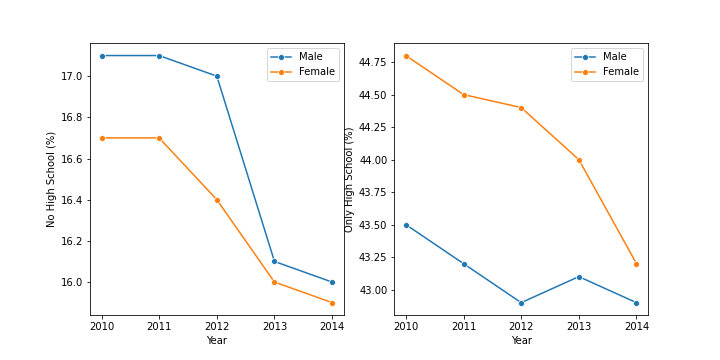 No High School (%)
17.0
16.8
16.6
16.4
16.2
16.0
2010 2011 2012 2013 2014
Year
Male
Female
Only High School (%)
44.75
44.50
44.25
44.00
43.75
43.50
43.25
43.00
2010 2011 2012 2013 2014
Year
Male
Female